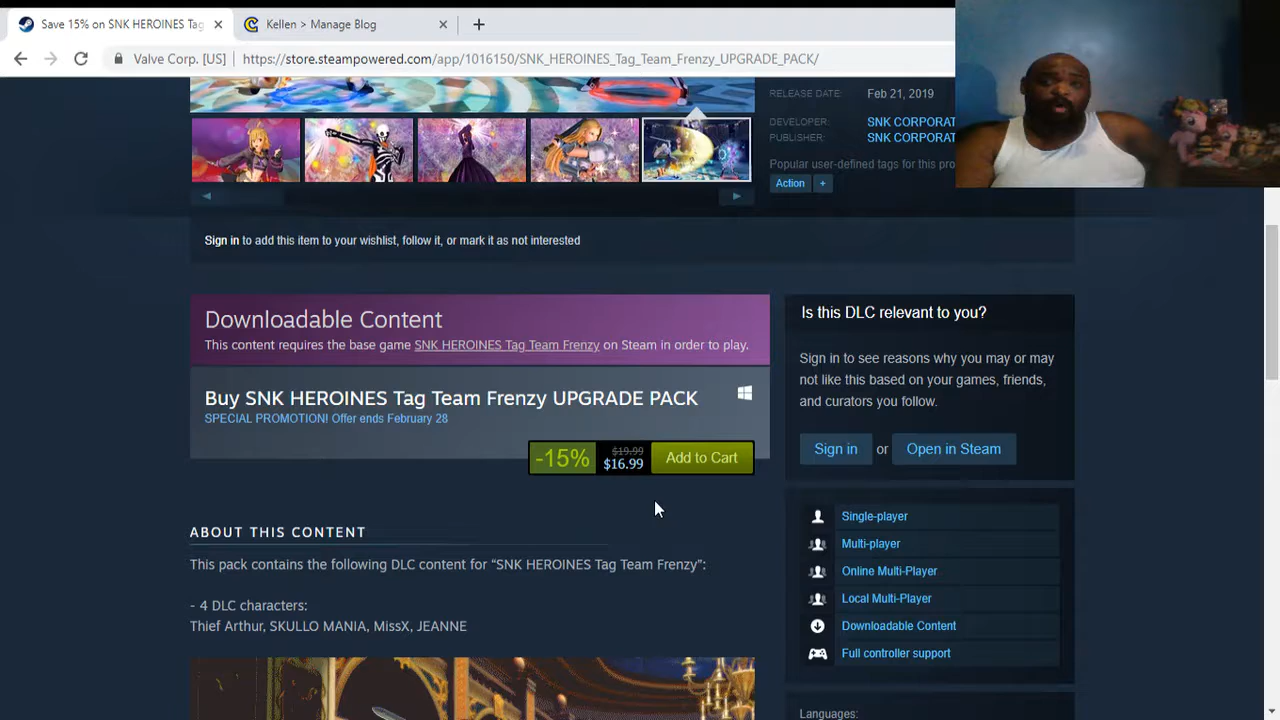 Save 15% on SNK HEROINES Tag
Kellen > Manage Blog
Valve Corp. [US]
https://store.steampowered.com/app/1016150/SNK_HEROINES_Tag_Team_Frenzy_UPGRADE_PACK/
RELEASE DATE: Feb 21, 2019
DEVELOPER: SNK CORPORAT
PUBLISHER: SNK CORPORAT
Popular user-defined tags for this pro
Action +
Sign in to add this item to your wishlist, follow it, or mark it as not interested
Downloadable Content
This content requires the base game SNK HEROINES Tag Team Frenzy on Steam in order to play.
Buy SNK HEROINES Tag Team Frenzy UPGRADE PACK
SPECIAL PROMOTION! Offer ends February 28
-15%
$19.99
$16.99
Add to Cart
ABOUT THIS CONTENT
This pack contains the following DLC content for “SNK HEROINES Tag Team Frenzy”:
- 4 DLC characters:
Thief Arthur, SKULLO MANIA, MissX, JEANNE
Is this DLC relevant to you?
Sign in to see reasons why you may or may
not like this based on your games, friends,
and curators you follow.
Sign in or Open in Steam
Single-player
Multi-player
Online Multi-Player
Local Multi-Player
Downloadable Content
Full controller support
Languages: